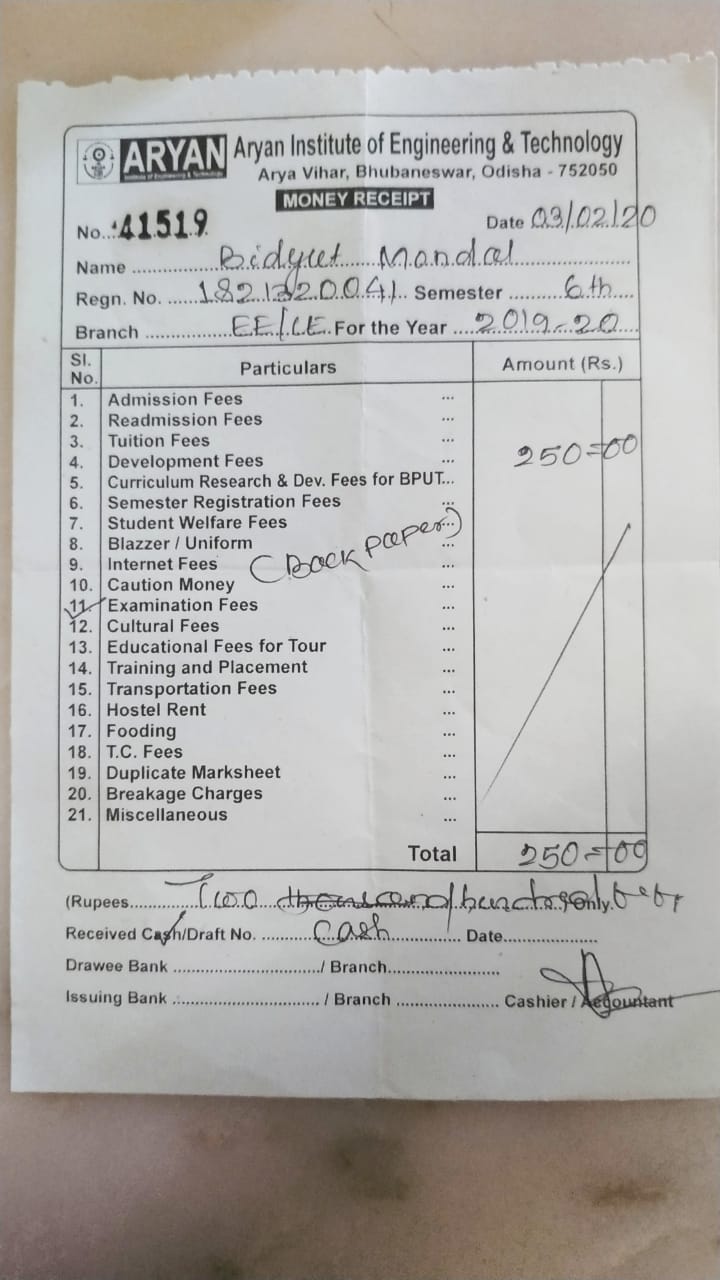 ARYAN Aryan Institute of Engineering & Technology
Institute of Engineering & Technology
Arya Vihar, Bhubaneswar, Odisha - 752050
MONEY RECEIPT
No. 41519 Date 03/02/20
Name Bidyut Mandal
Regn. No. 1821320041 Semester 6th
Branch EE/CE For the Year 2019-20
Sl. No. Particulars Amount (Rs.)
1. Admission Fees ...
2. Readmission Fees ...
3. Tuition Fees ... 250=00
4. Development Fees ...
5. Curriculum Research & Dev. Fees for BPUT...
6. Semester Registration Fees ...
7. Student Welfare Fees ...
8. Blazzer / Uniform ...
(Back paper)
9. Internet Fees
10. Caution Money ...
11. Examination Fees ...
12. Cultural Fees ...
13. Educational Fees for Tour ...
14. Training and Placement ...
15. Transportation Fees ...
16. Hostel Rent ...
17. Fooding ...
18. T.C. Fees ...
19. Duplicate Marksheet ...
20. Breakage Charges ...
21. Miscellaneous ...
Total 250=00
(Rupees Two Only.
Received Cash/Draft No. Cash Date
Drawee Bank / Branch
Issuing Bank / Branch Cashier / Accountant